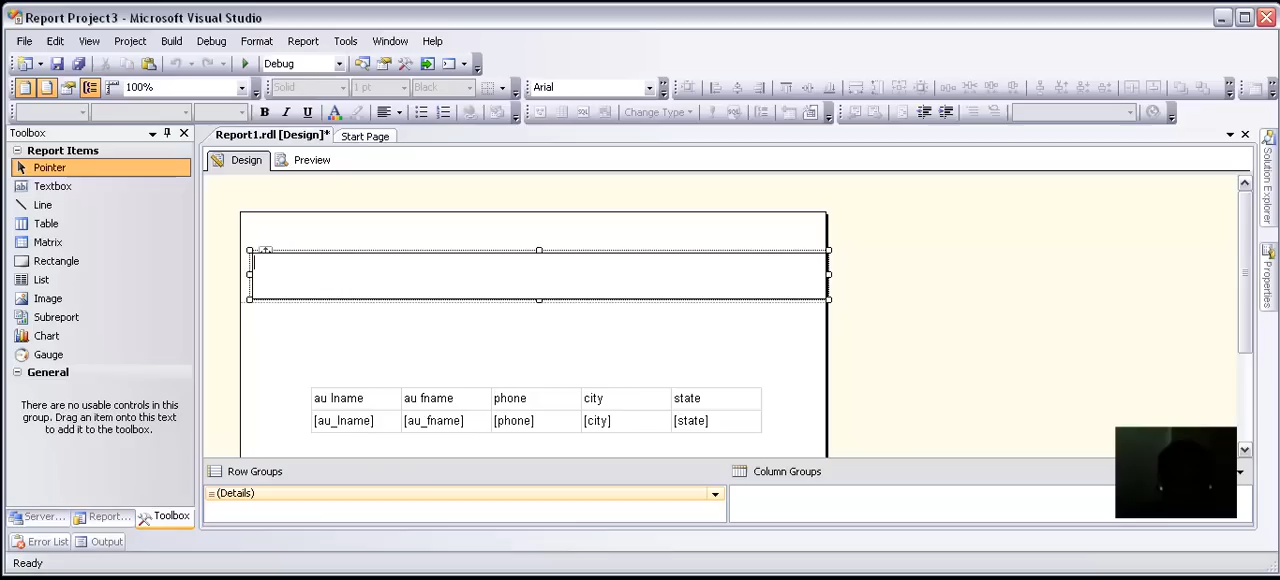 Report Project3 - Microsoft Visual Studio
File Edit View Project Build Debug Format Report Tools Window Help
Debug
100% Solid 1 pt Black Arial
B I U A Change Type
Toolbox
Report1.rdl [Design]* Start Page
Report Items
Design Preview
Pointer
Textbox
Line
Table
Matrix
Rectangle
List
Image
Subreport
Chart
Gauge
General
There are no usable controls in this
group. Drag an item onto this text
to add it to the toolbox.
au lname au fname phone city state
[au_lname] [au_fname] [phone] [city] [state]
Row Groups Column Groups
(Details)
Server... Report... Toolbox
Error List Output
Ready
Solution Explorer
Properties